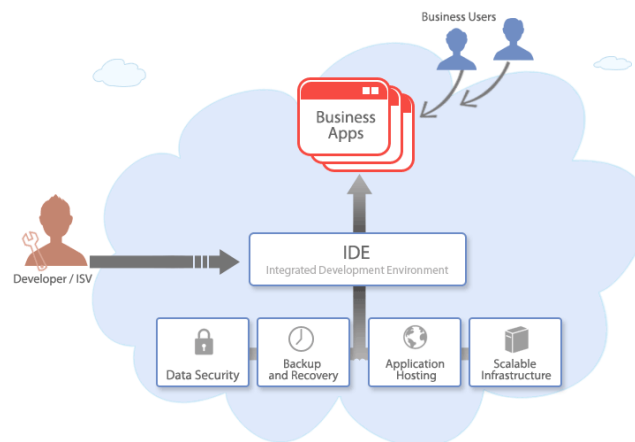 Business Users
Business
Apps
IDE
Integrated Development Environment
Developer / ISV
Data Security
Backup
and Recovery
Application
Hosting
Scalable
Infrastructure